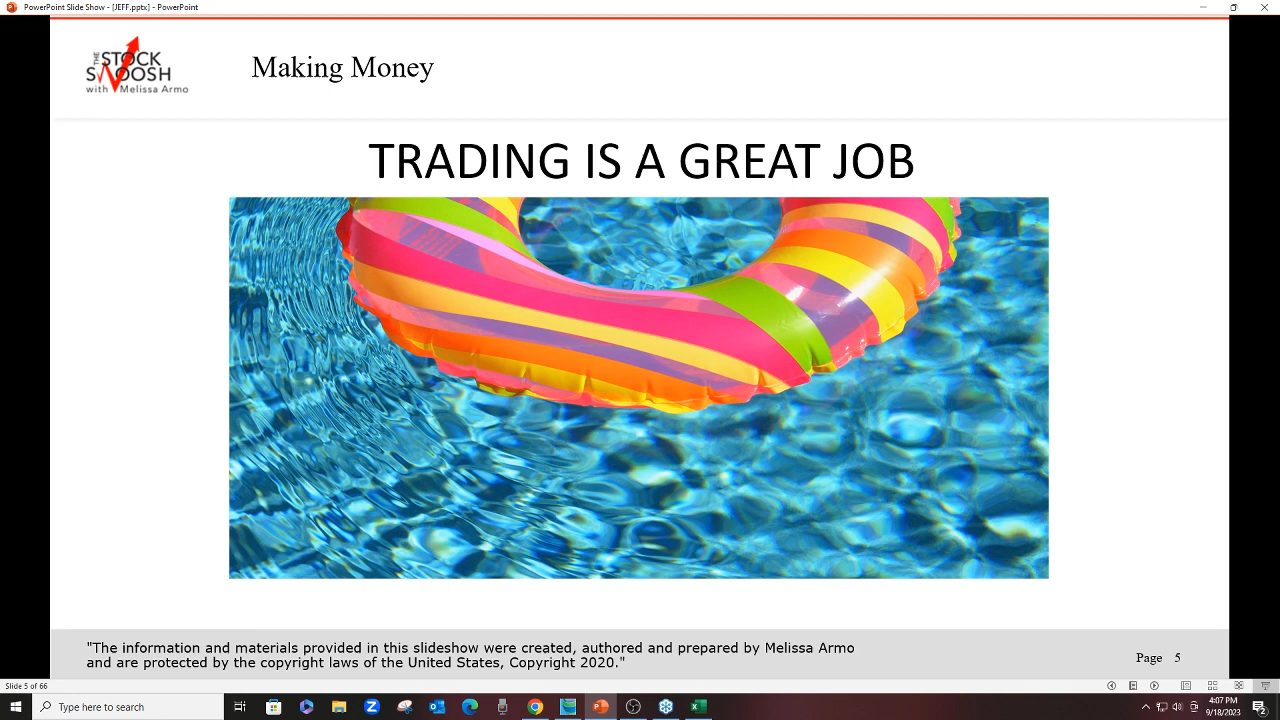 PowerPoint Slide Show - [JEFF.pptx] - PowerPoint
THE STOCK
SWOOSH
with Melissa Armo
Making Money
TRADING IS A GREAT JOB
"The information and materials provided in this slideshow were created, authored and prepared by Melissa Armo
and are protected by the copyright laws of the United States, Copyright 2020."
Page 5
Slide 5 of 66
Type here to search
4:07 PM
9/18/2023
2